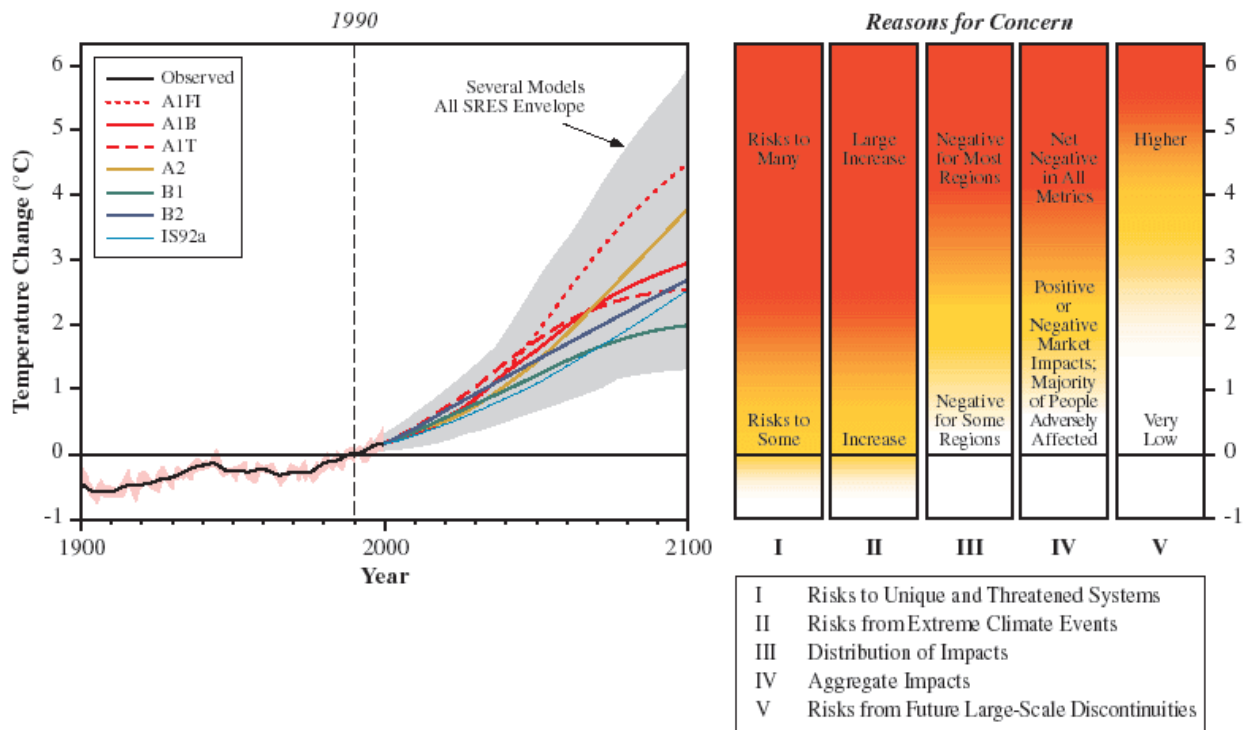 1990
Reasons for Concern
6
5
4
3
2
1
0
-1
Temperature Change (°C)
Observed
A1FI
A1B
A1T
A2
B1
B2
IS92a
Several Models
All SRES Envelope
1900
2000
2100
Year
Risks to
Many
Risks to
Some
Large
Increase
Increase
Negative
for Most
Regions
Negative
for Some
Regions
Net
Negative
in All
Metrics
Positive
or
Negative
Market
Impacts;
Majority
of People
Adversely
Affected
Higher
Very
Low
6
5
4
3
2
1
0
-1
I
II
III
IV
V
I Risks to Unique and Threatened Systems
II Risks from Extreme Climate Events
III Distribution of Impacts
IV Aggregate Impacts
V Risks from Future Large-Scale Discontinuities